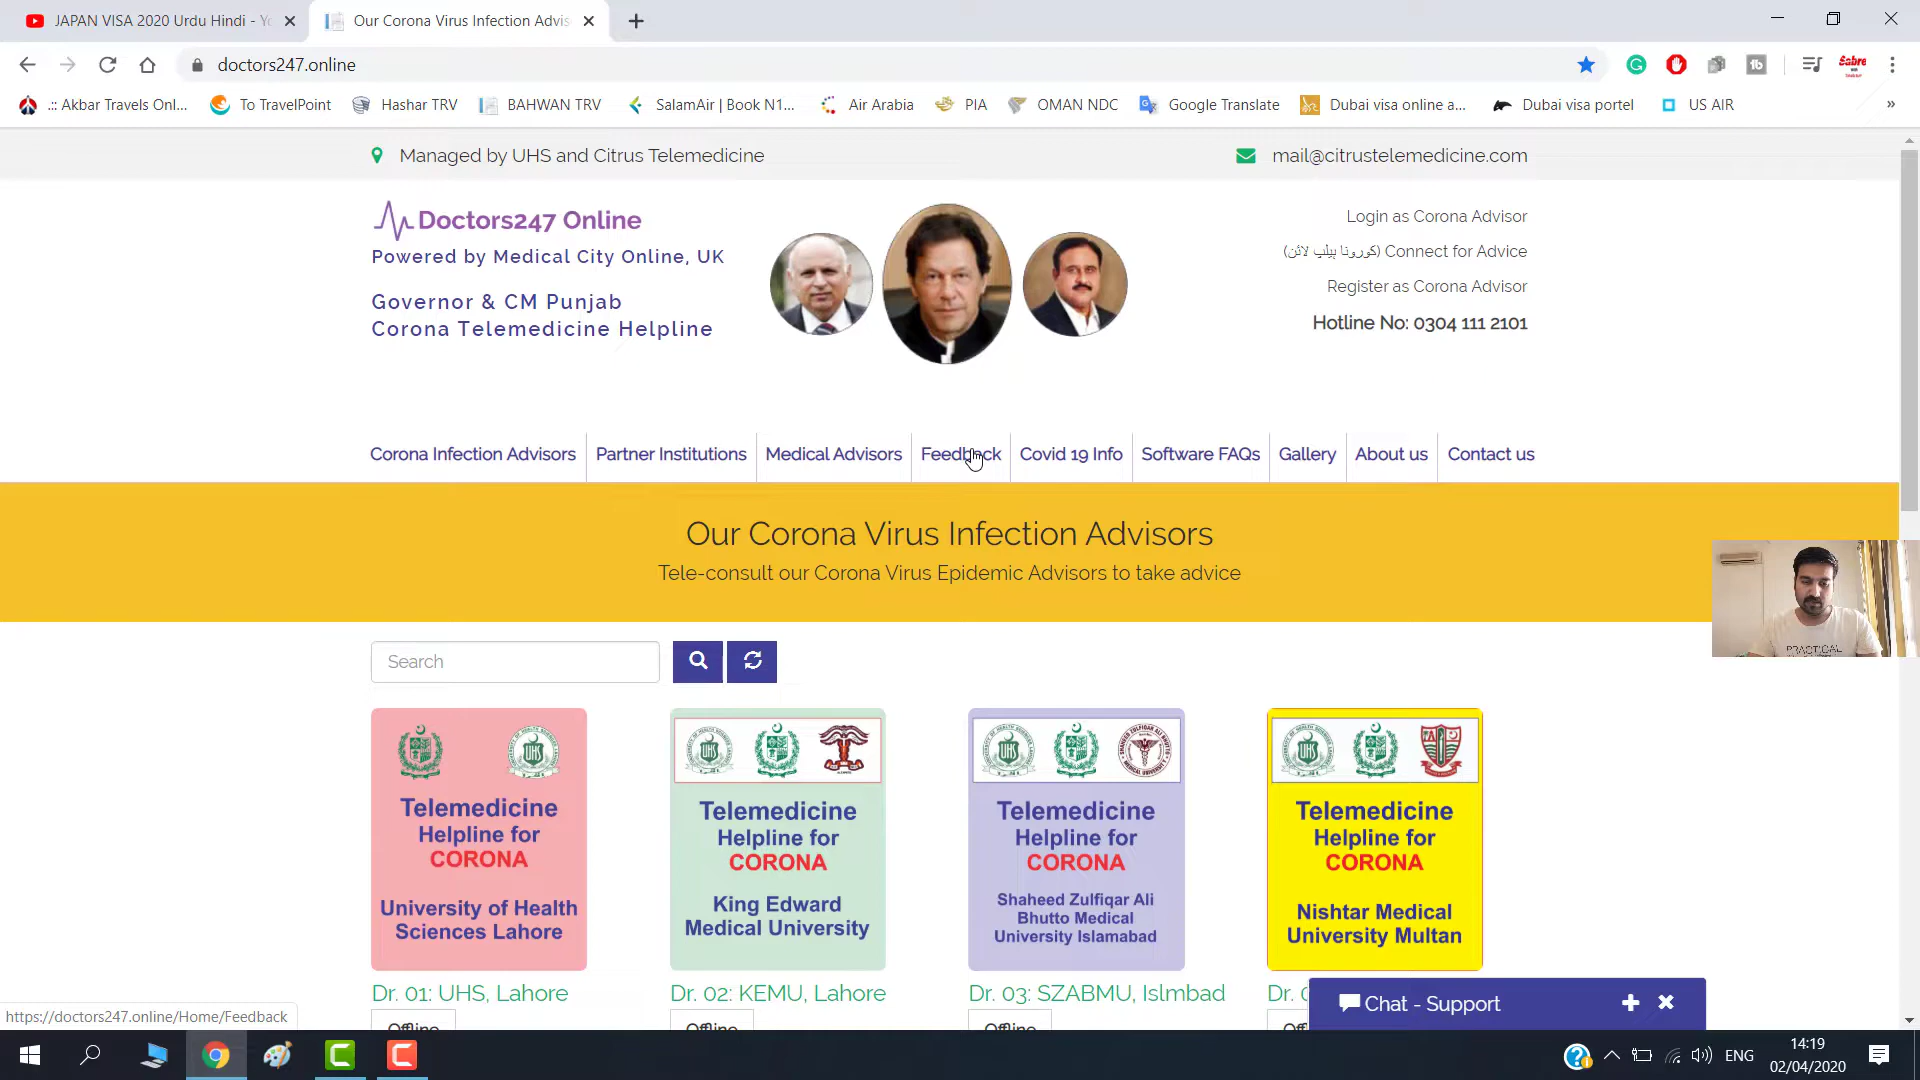 JAPAN VISA 2020 Urdu Hindi - Yo
Our Corona Virus Infection Advis
doctors247.online
.:: Akbar Travels Onl...
To TravelPoint
Hashar TRV
BAHWAN TRV
SalamAir | Book N1...
Air Arabia
PIA
OMAN NDC
Google Translate
Dubai visa online a...
Dubai visa portel
US AIR
»
Managed by UHS and Citrus Telemedicine
mail@citrustelemedicine.com
Doctors247 Online
Powered by Medical City Online, UK
Governor & CM Punjab
Corona Telemedicine Helpline
Login as Corona Advisor
(کورونا ہیلپ لائن) Connect for Advice
Register as Corona Advisor
Hotline No: 0304 111 2101
Corona Infection Advisors
Partner Institutions
Medical Advisors
Feedback
Covid 19 Info
Software FAQs
Gallery
About us
Contact us
Our Corona Virus Infection Advisors
Tele-consult our Corona Virus Epidemic Advisors to take advice
Search
Telemedicine
Helpline for
CORONA
University of Health
Sciences Lahore
Dr. 01: UHS, Lahore
Offline
UHS
Telemedicine
Helpline for
CORONA
King Edward
Medical University
Dr. 02: KEMU, Lahore
Offline
Telemedicine
Helpline for
CORONA
Shaheed Zulfiqar Ali
Bhutto Medical
University Islamabad
Dr. 03: SZABMU, Islmbad
Offline
Telemedicine
Helpline for
CORONA
Nishtar Medical
University Multan
Dr.
Chat - Support
https://doctors247.online/Home/Feedback
PRACTICAL
ENG
14:19
02/04/2020